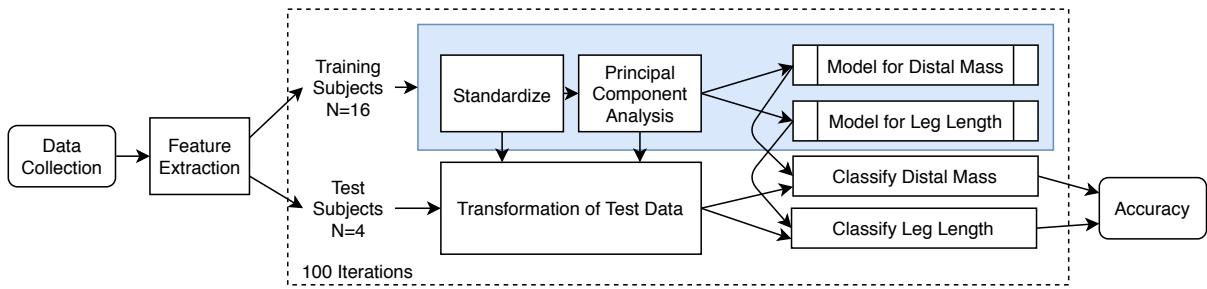 Data
Collection
Feature
Extraction
Training
Subjects
N=16
Standardize
Principal
Component
Analysis
Model for Distal Mass
Model for Leg Length
Test
Subjects
N=4
Transformation of Test Data
Classify Distal Mass
Classify Leg Length
Accuracy
100 Iterations